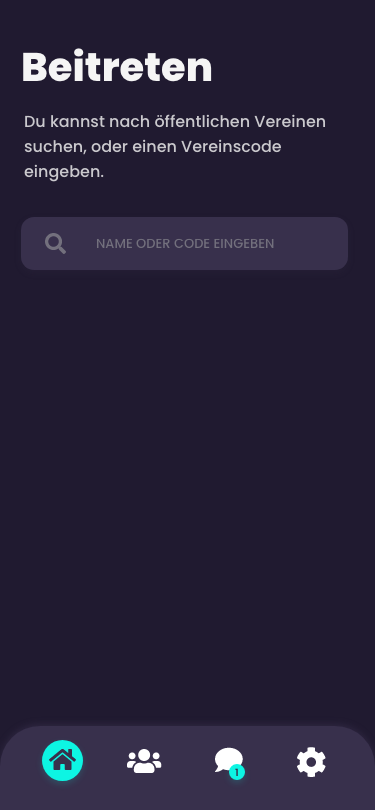 Beitreten
Du kannst nach öffentlichen Vereinen
suchen, oder einen Vereinscode
eingeben.
NAME ODER CODE EINGEBEN
1